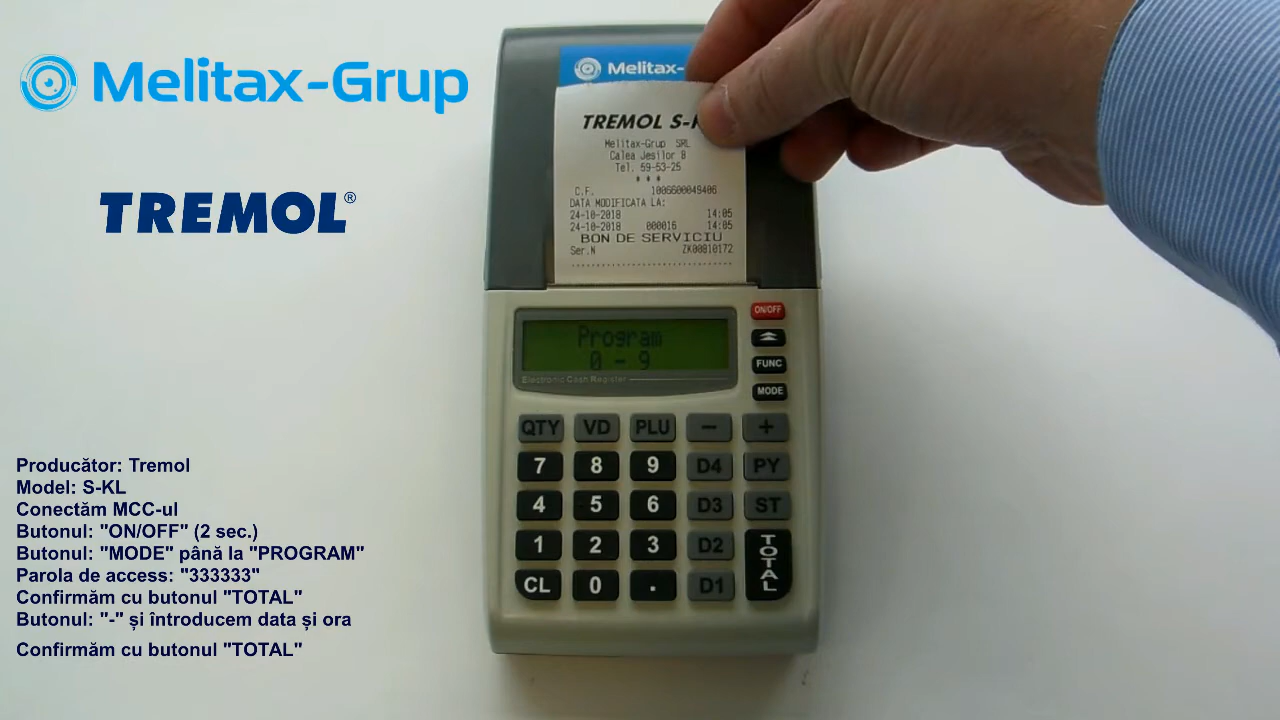 Melitax-Grup
TREMOL®
Producător: Tremol
Model: S-KL
Conectăm MCC-ul
Butonul: "ON/OFF" (2 sec.)
Butonul: "MODE" până la "PROGRAM"
Parola de access: "333333"
Confirmăm cu butonul "TOTAL"
Butonul: "-" și întroducem data și ora
Confirmăm cu butonul "TOTAL"
Melitax-
TREMOL S-K
Melitax-Grup SRL
Calea Jesilor 8
Tel. 59-53-25
* * *
C.F. 1006600049406
DATA MODIFICATA LA:
24-10-2018 14:05
24-10-2018 000016 14:05
BON DE SERVICIU
Ser.N ZK00810172
Program
0 - 9
Electronic Cash Register
ON/OFF
FUNC
MODE
QTY VD PLU - +
7 8 9 D4 PY
4 5 6 D3 ST
1 2 3 D2 TOTAL
CL 0 . D1